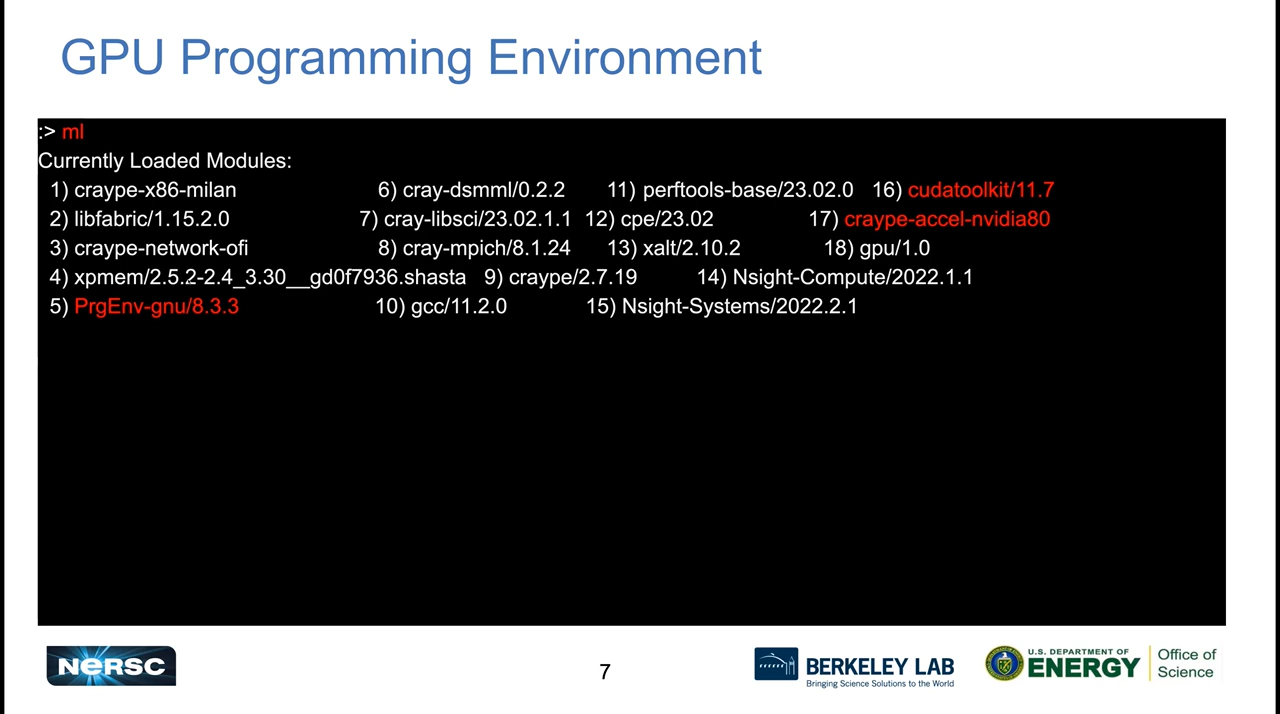 GPU Programming Environment
:> ml
Currently Loaded Modules:
1) craype-x86-milan 6) cray-dsmml/0.2.2 11) perftools-base/23.02.0 16) cudatoolkit/11.7
2) libfabric/1.15.2.0 7) cray-libsci/23.02.1.1 12) cpe/23.02 17) craype-accel-nvidia80
3) craype-network-ofi 8) cray-mpich/8.1.24 13) xalt/2.10.2 18) gpu/1.0
4) xpmem/2.5.2-2.4_3.30__gd0f7936.shasta 9) craype/2.7.19 14) Nsight-Compute/2022.1.1
5) PrgEnv-gnu/8.3.3 10) gcc/11.2.0 15) Nsight-Systems/2022.2.1
NERSC
7
BERKELEY LAB
Bringing Science Solutions to the World
U.S. DEPARTMENT OF
ENERGY
Office of
Science